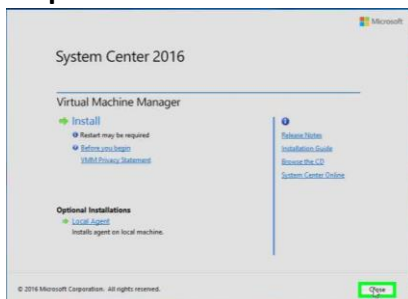 Microsoft
System Center 2016
Virtual Machine Manager
Install
Restart may be required
Before you begin
VMM Privacy Statement
Optional Installations
Local Agent
Installs agent on local machine.
Release Notes
Installation Guide
Browse the CD
System Center Online
© 2016 Microsoft Corporation. All rights reserved.
Close